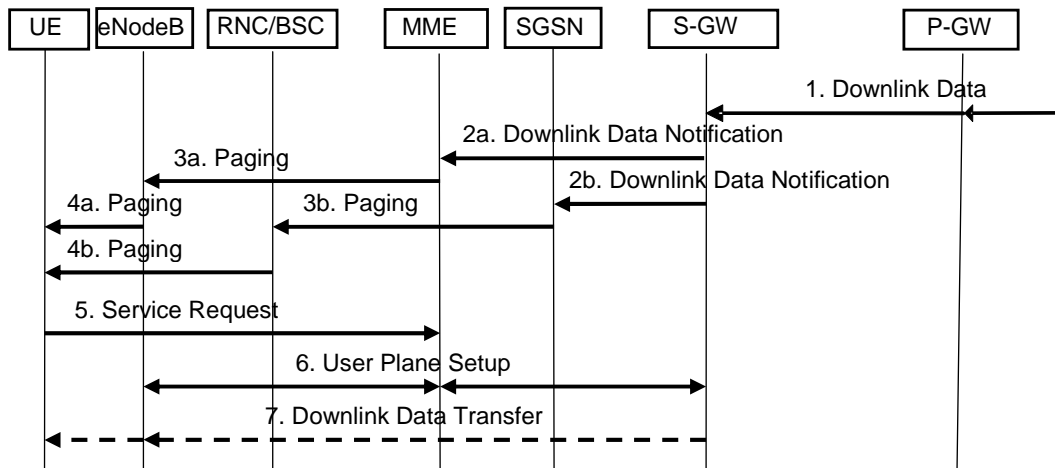 UE eNodeB RNC/BSC MME SGSN S-GW P-GW
1. Downlink Data
2a. Downlink Data Notification
3a. Paging
2b. Downlink Data Notification
4a. Paging
3b. Paging
4b. Paging
5. Service Request
6. User Plane Setup
7. Downlink Data Transfer